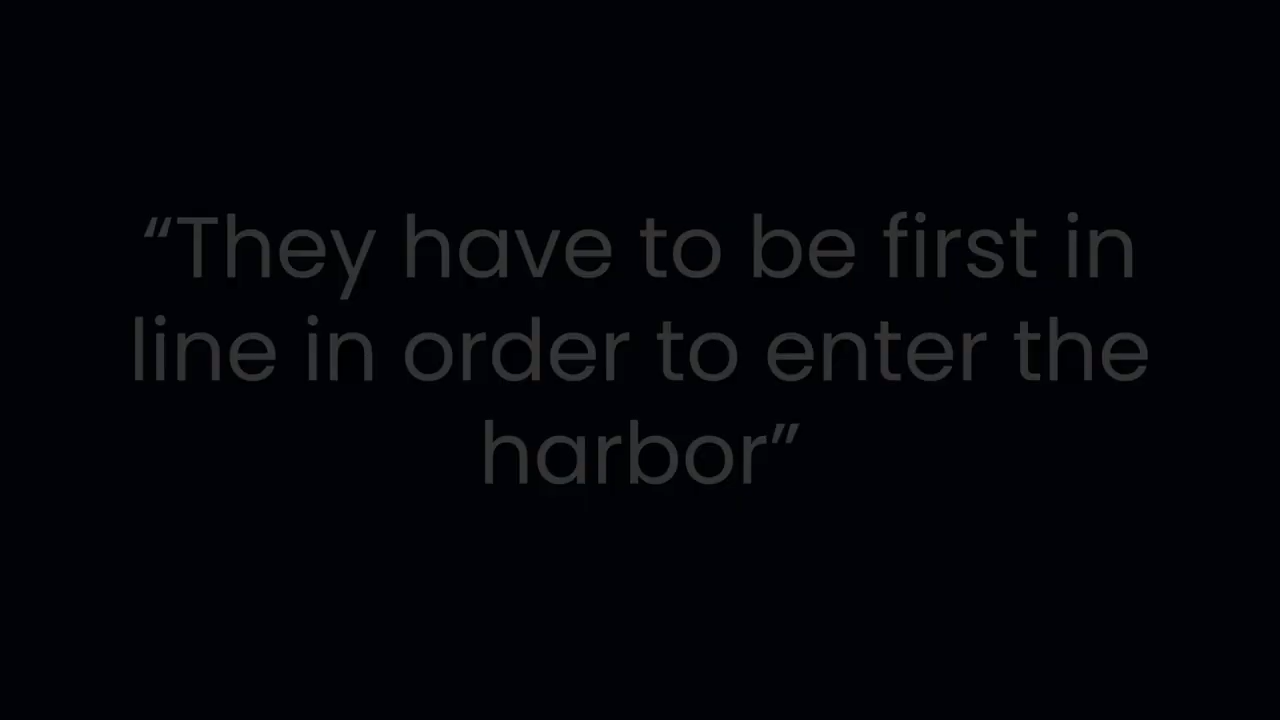 “They have to be first in
line in order to enter the
harbor”